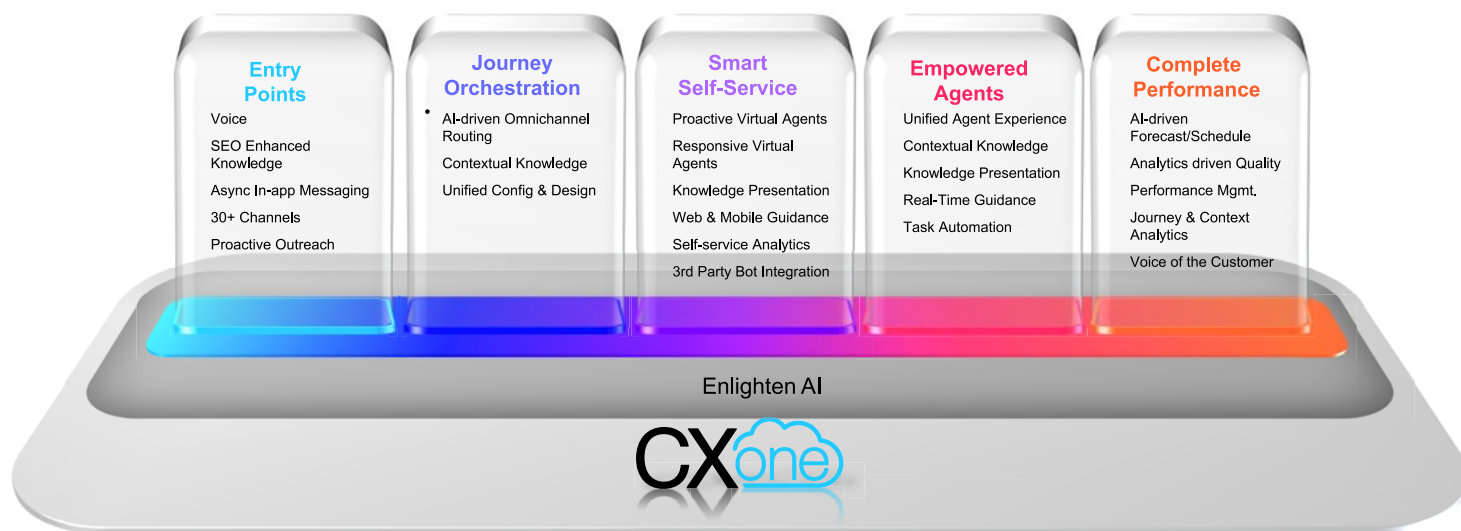 Entry
Points
Voice
SEO Enhanced
Knowledge
Async In-app Messaging
30+ Channels
Proactive Outreach
Journey
Orchestration
• AI-driven Omnichannel
Routing
Contextual Knowledge
Unified Config & Design
Smart
Self-Service
Proactive Virtual Agents
Responsive Virtual
Agents
Knowledge Presentation
Web & Mobile Guidance
Self-service Analytics
3rd Party Bot Integration
Empowered
Agents
Unified Agent Experience
Contextual Knowledge
Knowledge Presentation
Real-Time Guidance
Task Automation
Complete
Performance
AI-driven
Forecast/Schedule
Analytics driven Quality
Performance Mgmt.
Journey & Context
Analytics
Voice of the Customer
Enlighten AI
CXone